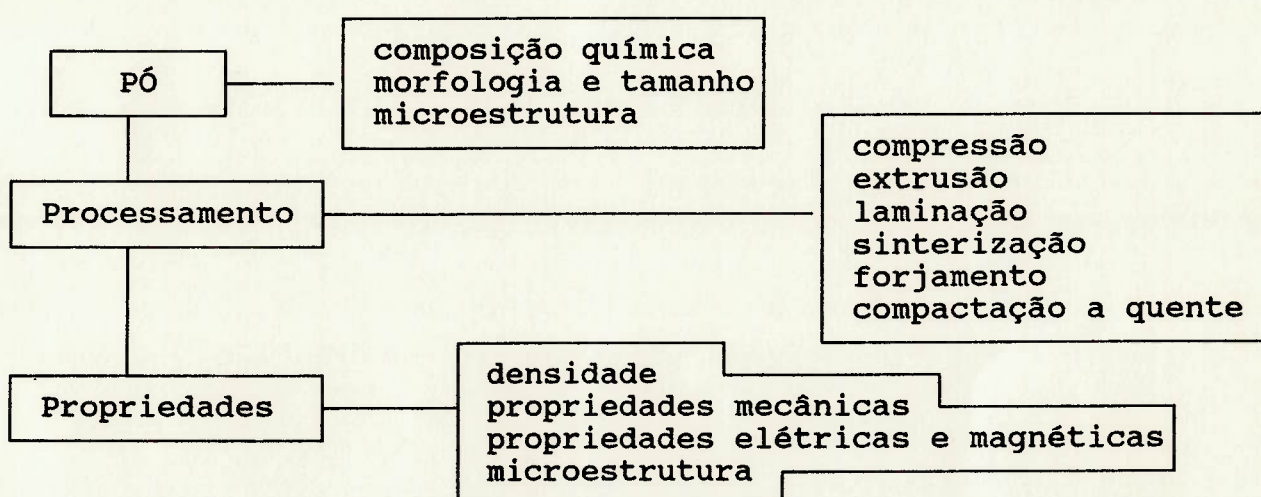 PÓ
composição química
morfologia e tamanho
microestrutura
Processamento
compressão
extrusão
laminação
sinterização
forjamento
compactação a quente
Propriedades
densidade
propriedades mecânicas
propriedades elétricas e magnéticas
microestrutura